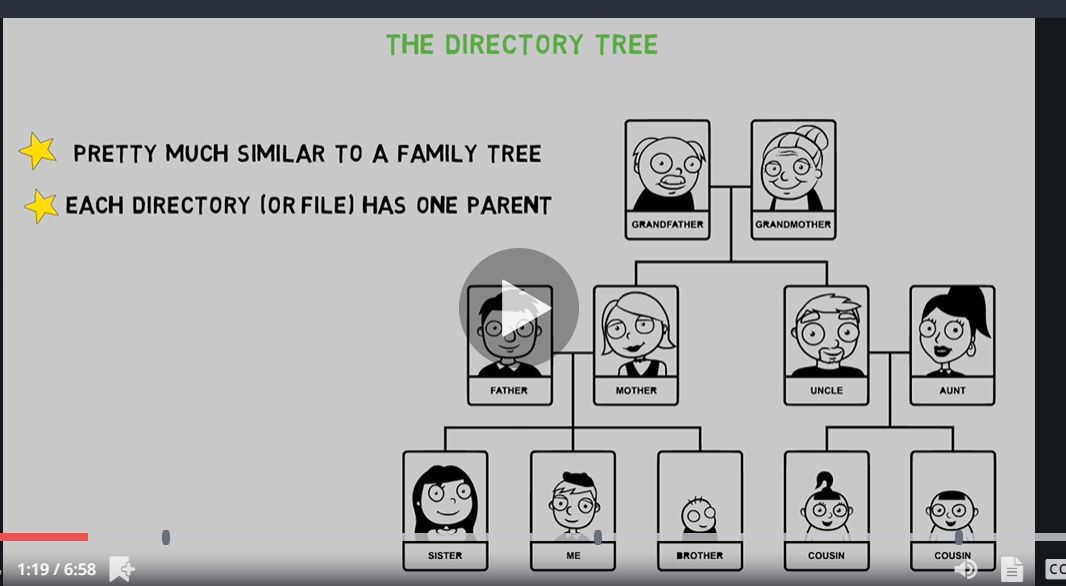 THE DIRECTORY TREE
PRETTY MUCH SIMILAR TO A FAMILY TREE
EACH DIRECTORY (OR FILE) HAS ONE PARENT
GRANDFATHER
GRANDMOTHER
FATHER
MOTHER
UNCLE
AUNT
SISTER
ME
BROTHER
COUSIN
COUSIN
1:19 / 6:58